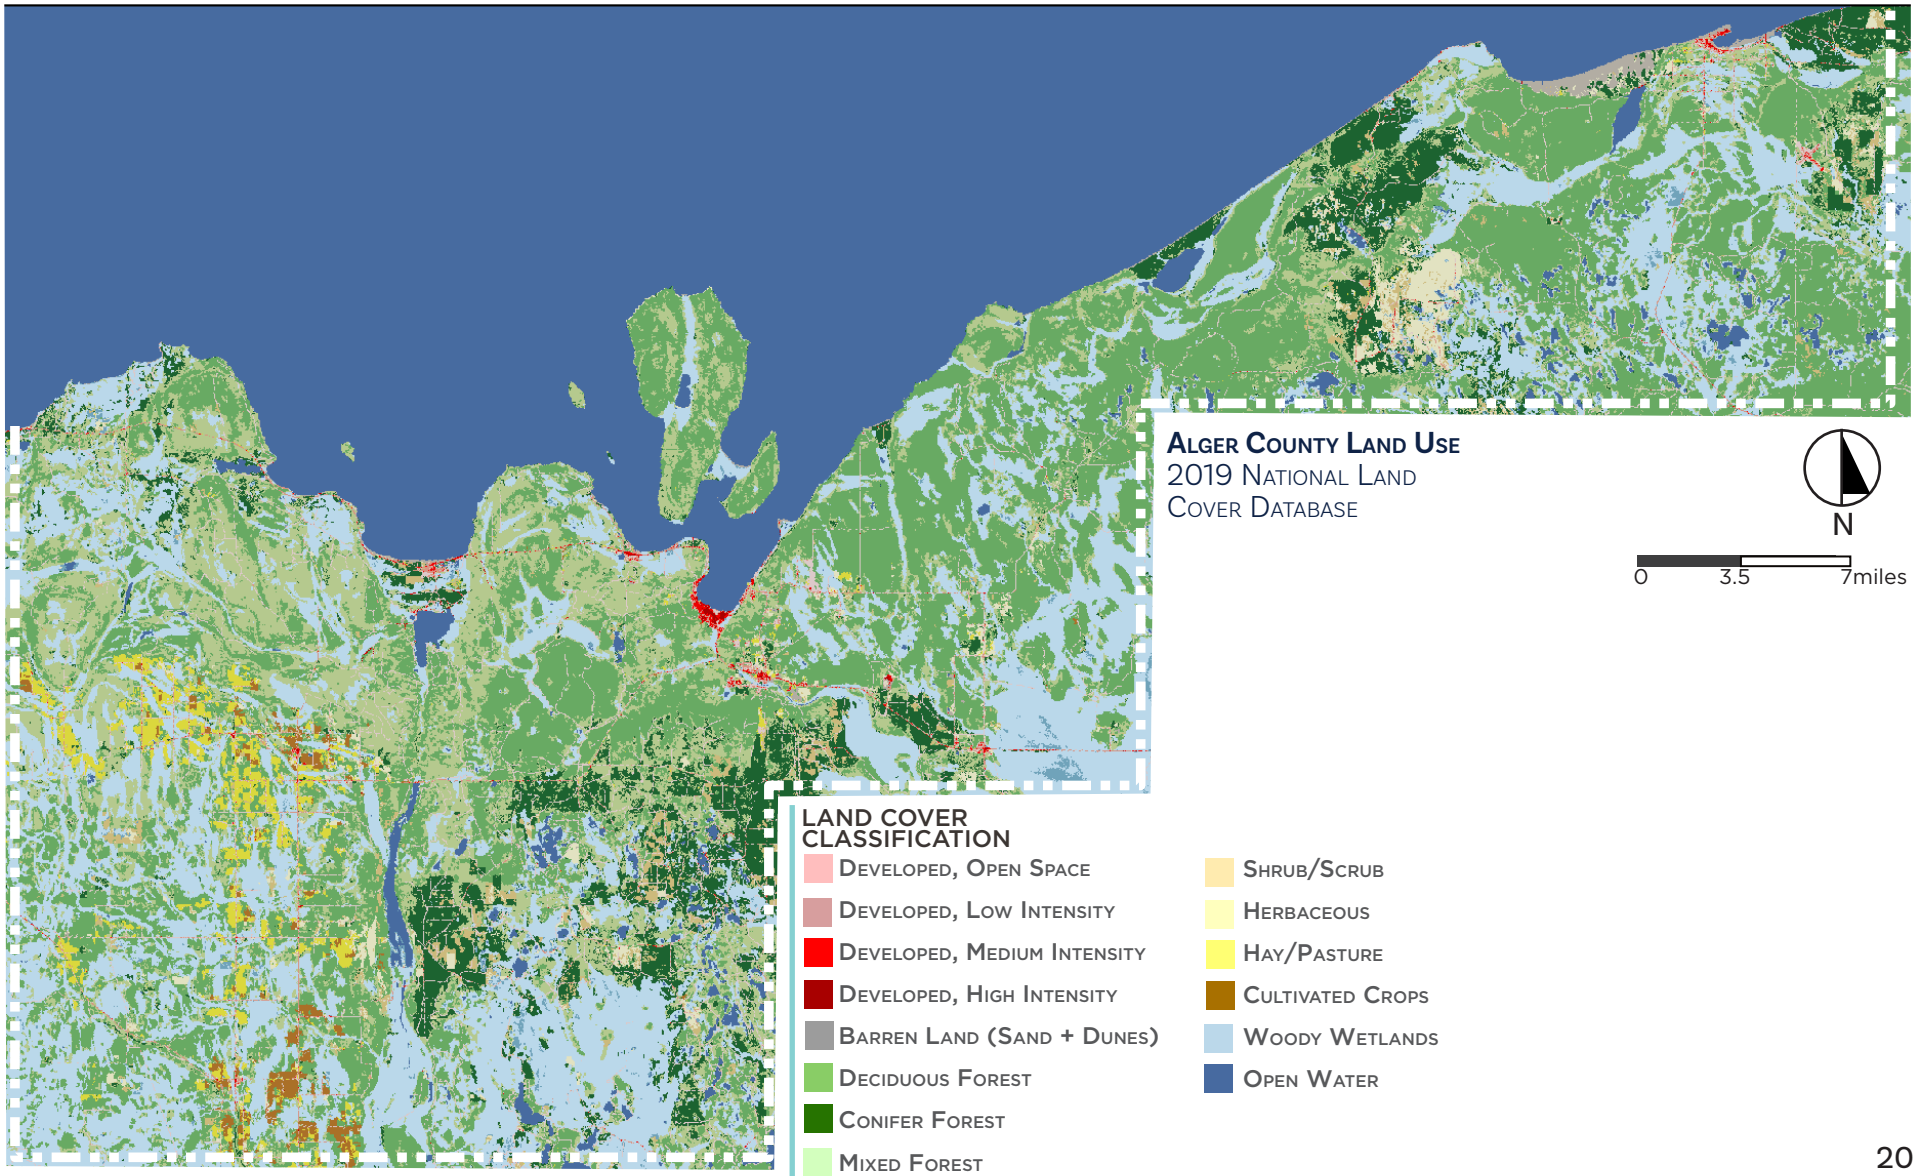 Alger County Land Use
2019 National Land
Cover Database
N
0 3.5 7miles
LAND COVER
CLASSIFICATION
Developed, Open Space
Developed, Low Intensity
Developed, Medium Intensity
Developed, High Intensity
Barren Land (Sand + Dunes)
Deciduous Forest
Conifer Forest
Mixed Forest
Shrub/Scrub
Herbaceous
Hay/Pasture
Cultivated Crops
Woody Wetlands
Open Water
20